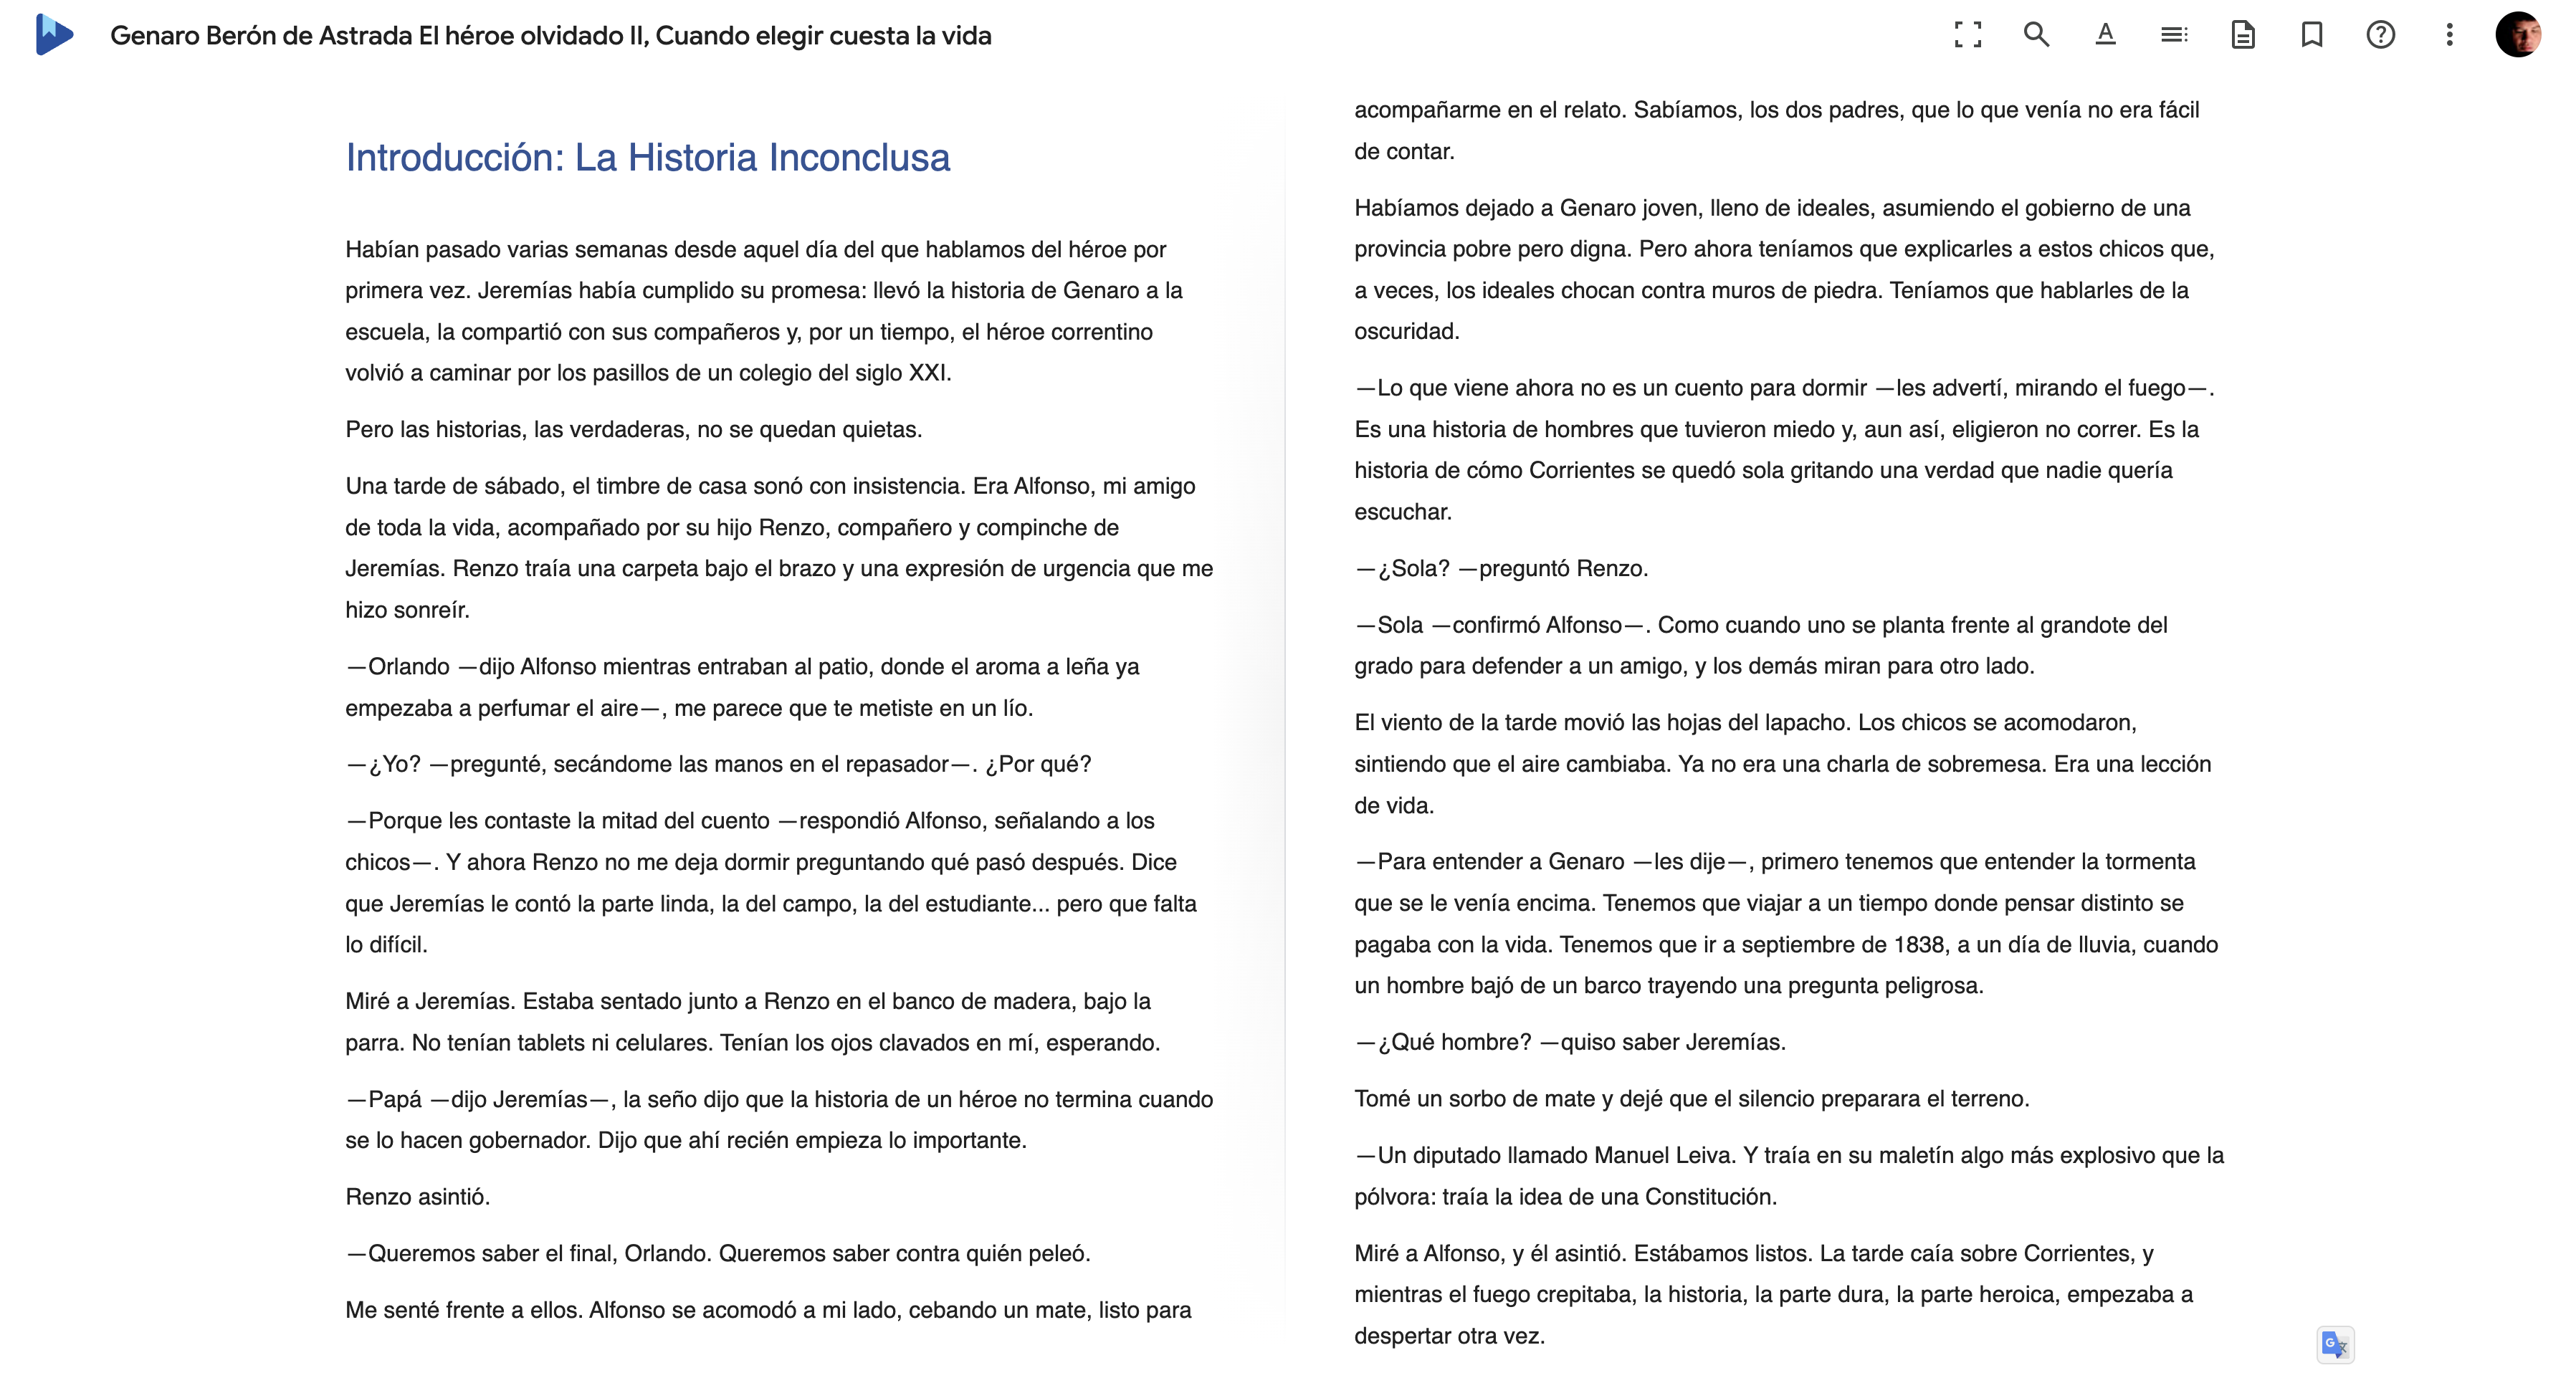 Genaro Berón de Astrada El héroe olvidado II, Cuando elegir cuesta la vida
Introducción: La Historia Inconclusa
Habían pasado varias semanas desde aquel día del que hablamos del héroe por
primera vez. Jeremías había cumplido su promesa: llevó la historia de Genaro a la
escuela, la compartió con sus compañeros y, por un tiempo, el héroe correntino
volvió a caminar por los pasillos de un colegio del siglo XXI.
Pero las historias, las verdaderas, no se quedan quietas.
Una tarde de sábado, el timbre de casa sonó con insistencia. Era Alfonso, mi amigo
de toda la vida, acompañado por su hijo Renzo, compañero y compinche de
Jeremías. Renzo traía una carpeta bajo el brazo y una expresión de urgencia que me
hizo sonreír.
—Orlando —dijo Alfonso mientras entraban al patio, donde el aroma a leña ya
empezaba a perfumar el aire—, me parece que te metiste en un lío.
—¿Yo? —pregunté, secándome las manos en el repasador—. ¿Por qué?
—Porque les contaste la mitad del cuento —respondió Alfonso, señalando a los
chicos—. Y ahora Renzo no me deja dormir preguntando qué pasó después. Dice
que Jeremías le contó la parte linda, la del campo, la del estudiante... pero que falta
lo difícil.
Miré a Jeremías. Estaba sentado junto a Renzo en el banco de madera, bajo la
parra. No tenían tablets ni celulares. Tenían los ojos clavados en mí, esperando.
—Papá —dijo Jeremías—, la seño dijo que la historia de un héroe no termina cuando
se lo hacen gobernador. Dijo que ahí recién empieza lo importante.
Renzo asintió.
—Queremos saber el final, Orlando. Queremos saber contra quién peleó.
Me senté frente a ellos. Alfonso se acomodó a mi lado, cebando un mate, listo para
acompañarme en el relato. Sabíamos, los dos padres, que lo que venía no era fácil
de contar.
Habíamos dejado a Genaro joven, lleno de ideales, asumiendo el gobierno de una
provincia pobre pero digna. Pero ahora teníamos que explicarles a estos chicos que,
a veces, los ideales chocan contra muros de piedra. Teníamos que hablarles de la
oscuridad.
—Lo que viene ahora no es un cuento para dormir —les advertí, mirando el fuego—.
Es una historia de hombres que tuvieron miedo y, aun así, eligieron no correr. Es la
historia de cómo Corrientes se quedó sola gritando una verdad que nadie quería
escuchar.
—¿Sola? —preguntó Renzo.
—Sola —confirmó Alfonso—. Como cuando uno se planta frente al grandote del
grado para defender a un amigo, y los demás miran para otro lado.
El viento de la tarde movió las hojas del lapacho. Los chicos se acomodaron,
sintiendo que el aire cambiaba. Ya no era una charla de sobremesa. Era una lección
de vida.
—Para entender a Genaro —les dije—, primero tenemos que entender la tormenta
que se le venía encima. Tenemos que viajar a un tiempo donde pensar distinto se
pagaba con la vida. Tenemos que ir a septiembre de 1838, a un día de lluvia, cuando
un hombre bajó de un barco trayendo una pregunta peligrosa.
—¿Qué hombre? —quiso saber Jeremías.
Tomé un sorbo de mate y dejé que el silencio preparara el terreno.
—Un diputado llamado Manuel Leiva. Y traía en su maletín algo más explosivo que la
pólvora: traía la idea de una Constitución.
Miré a Alfonso, y él asintió. Estábamos listos. La tarde caía sobre Corrientes, y
mientras el fuego crepitaba, la historia, la parte dura, la parte heroica, empezaba a
despertar otra vez.